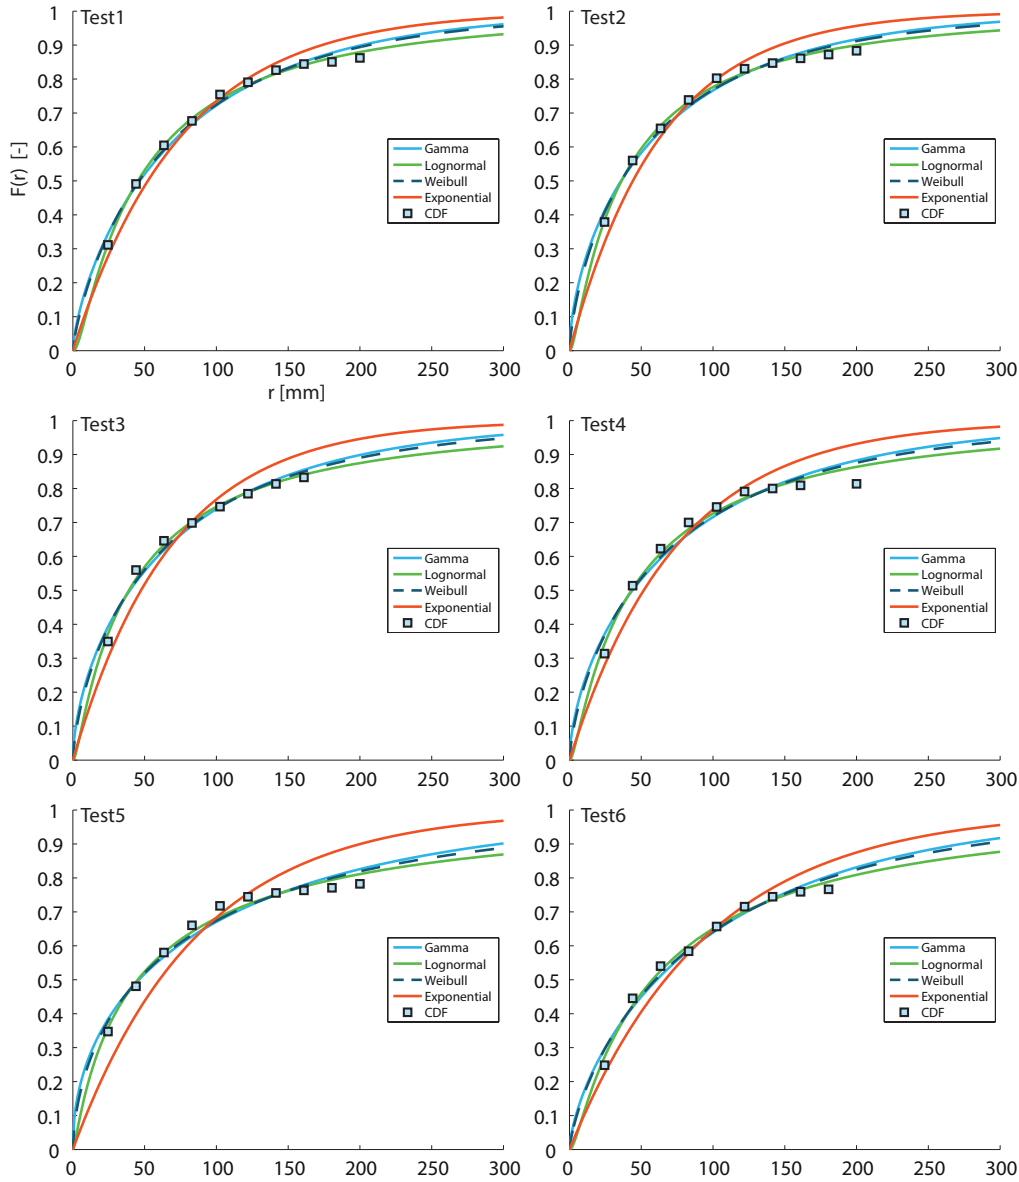 Test1
1
0.9
0.8
0.7
0.6
0.5
0.4
0.3
0.2
0.1
0
F(r) [-]
Gamma
Lognormal
Weibull
Exponential
CDF
0 50 100 150 200 250 300
r [mm]
Test2
1
0.9
0.8
0.7
0.6
0.5
0.4
0.3
0.2
0.1
0
Gamma
Lognormal
Weibull
Exponential
CDF
0 50 100 150 200 250 300
Test3
1
0.9
0.8
0.7
0.6
0.5
0.4
0.3
0.2
0.1
0
Gamma
Lognormal
Weibull
Exponential
CDF
0 50 100 150 200 250 300
Test4
1
0.9
0.8
0.7
0.6
0.5
0.4
0.3
0.2
0.1
0
Gamma
Lognormal
Weibull
Exponential
CDF
0 50 100 150 200 250 300
Test5
1
0.9
0.8
0.7
0.6
0.5
0.4
0.3
0.2
0.1
0
Gamma
Lognormal
Weibull
Exponential
CDF
0 50 100 150 200 250 300
Test6
1
0.9
0.8
0.7
0.6
0.5
0.4
0.3
0.2
0.1
0
Gamma
Lognormal
Weibull
Exponential
CDF
0 50 100 150 200 250 300